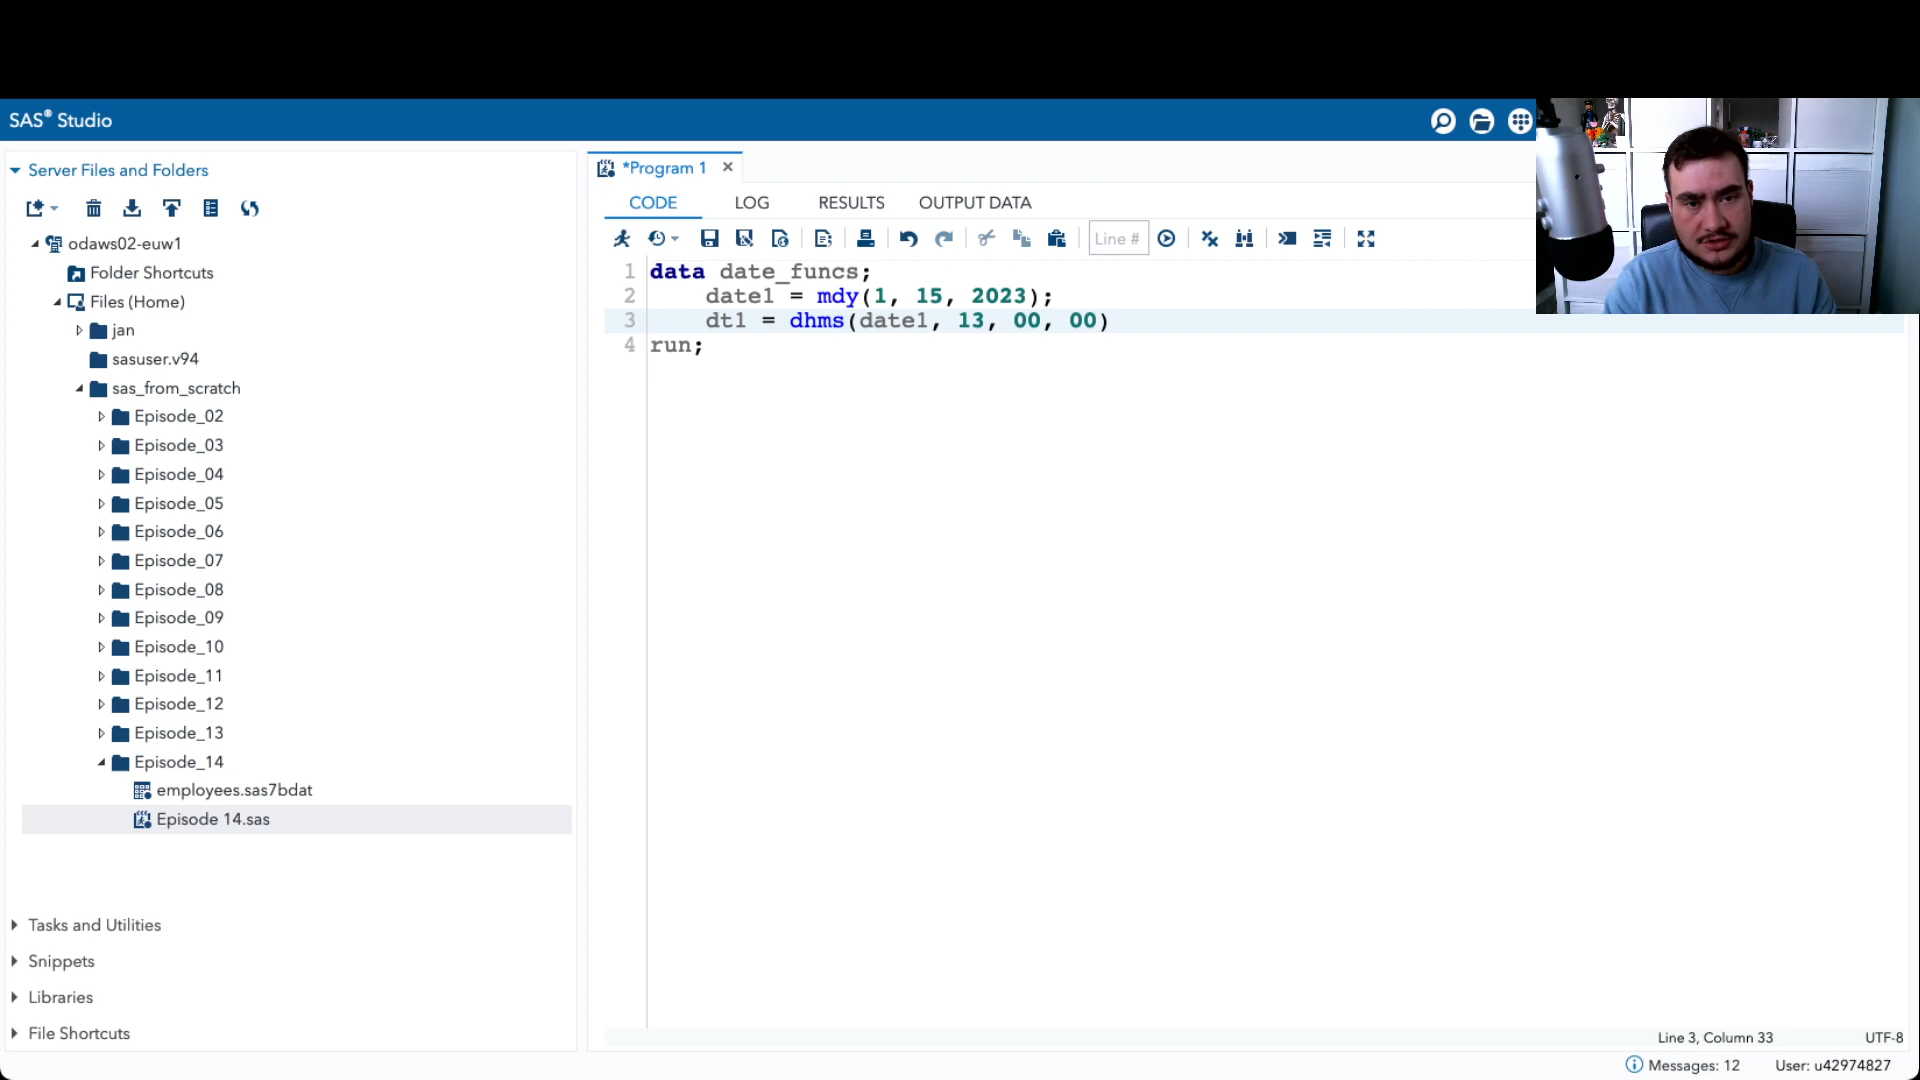 SAS® Studio
Server Files and Folders
odaws02-euw1
Folder Shortcuts
Files (Home)
jan
sasuser.v94
sas_from_scratch
Episode_02
Episode_03
Episode_04
Episode_05
Episode_06
Episode_07
Episode_08
Episode_09
Episode_10
Episode_11
Episode_12
Episode_13
Episode_14
employees.sas7bdat
Episode 14.sas
Tasks and Utilities
Snippets
Libraries
File Shortcuts
*Program 1
CODE LOG RESULTS OUTPUT DATA
Line #
1 data date_funcs;
2 date1 = mdy(1, 15, 2023);
3 dt1 = dhms(date1, 13, 00, 00)
4 run;
Line 3, Column 33 UTF-8
Messages: 12 User: u42974827